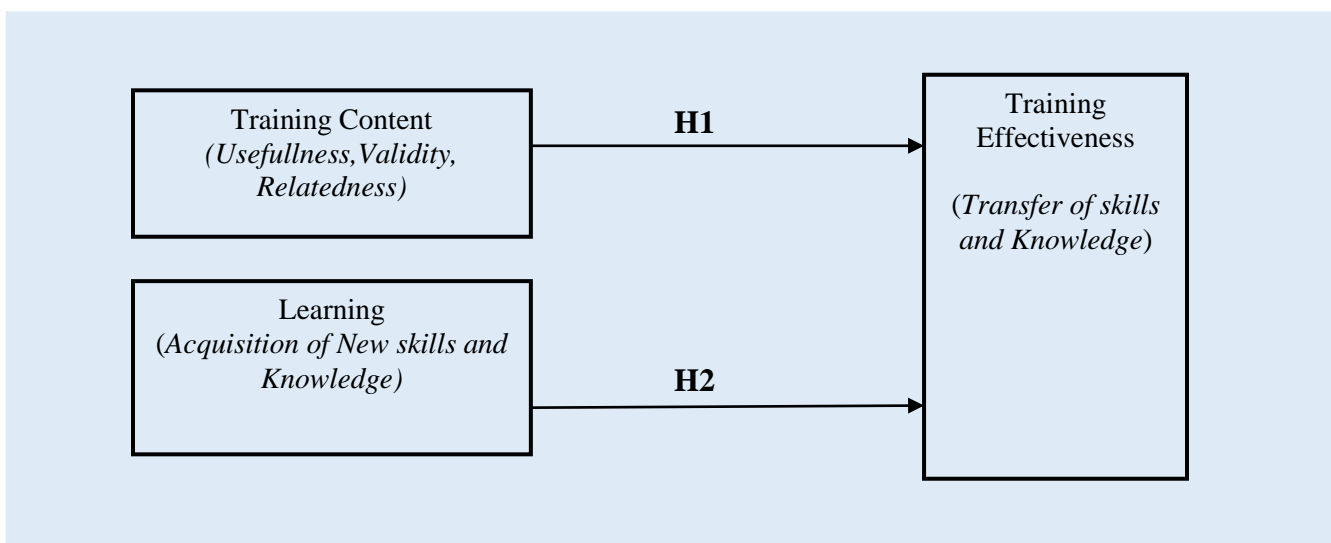 Training Content
(Usefullness,Validity,
Relatedness)
H1
Training
Effectiveness
(Transfer of skills
and Knowledge)
Learning
(Acquisition of New skills and
Knowledge)
H2